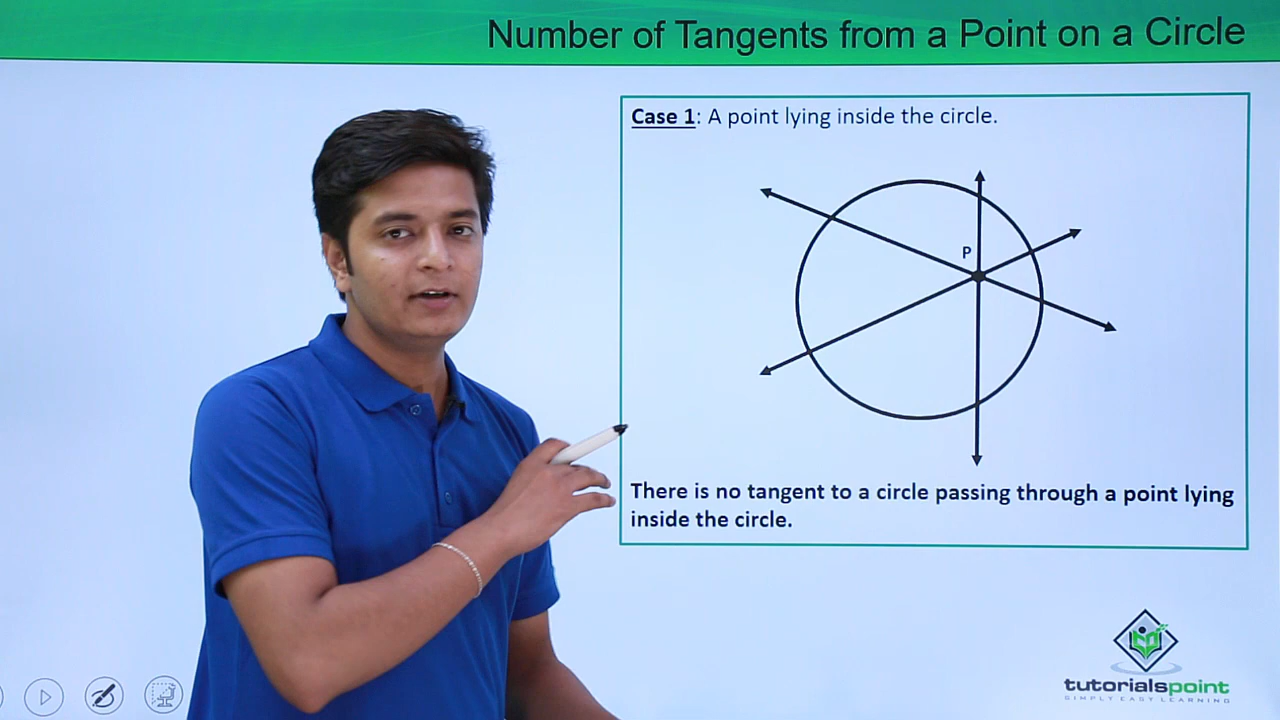 Number of Tangents from a Point on a Circle
Case 1: A point lying inside the circle.
P
There is no tangent to a circle passing through a point lying
inside the circle.
tutorialspoint
SIMPLY EASY LEARNING